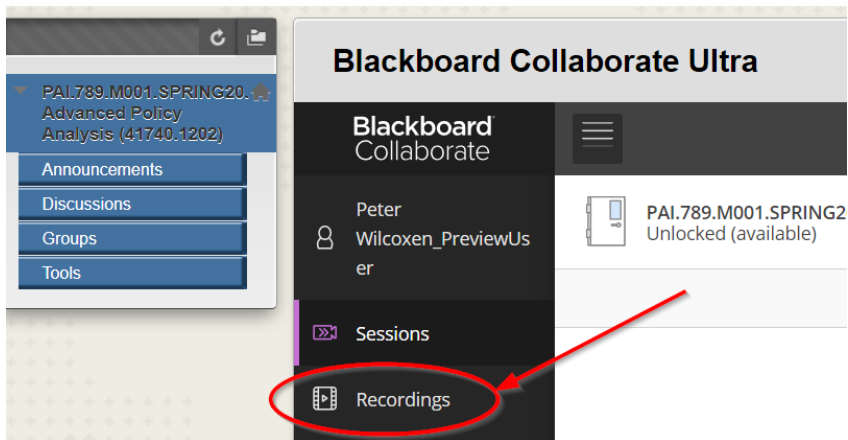 PAI.789.M001.SPRING20.
Advanced Policy
Analysis (41740.1202)
Announcements
Discussions
Groups
Tools
Blackboard Collaborate Ultra
Blackboard
Collaborate
Peter
Wilcoxen_PreviewUs
er
Sessions
Recordings
PAI.789.M001.SPRING2
Unlocked (available)